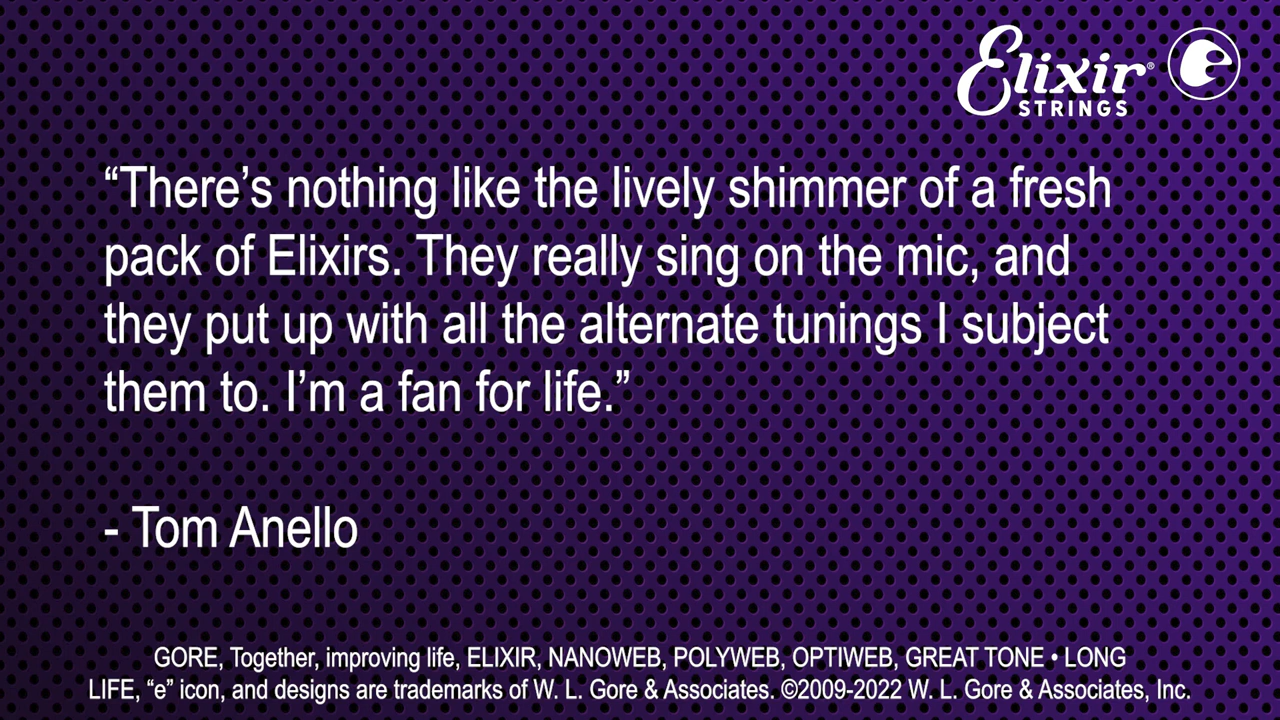 Elixir®
STRINGS
“There’s nothing like the lively shimmer of a fresh
pack of Elixirs. They really sing on the mic, and
they put up with all the alternate tunings I subject
them to. I’m a fan for life.”
- Tom Anello
GORE, Together, improving life, ELIXIR, NANOWEB, POLYWEB, OPTIWEB, GREAT TONE • LONG
LIFE, “e” icon, and designs are trademarks of W. L. Gore & Associates. ©2009-2022 W. L. Gore & Associates, Inc.